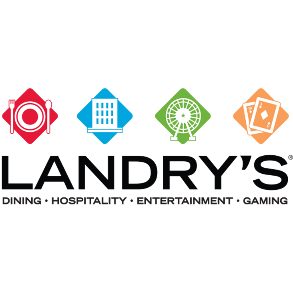 LANDRY'S®
DINING • HOSPITALITY • ENTERTAINMENT • GAMING